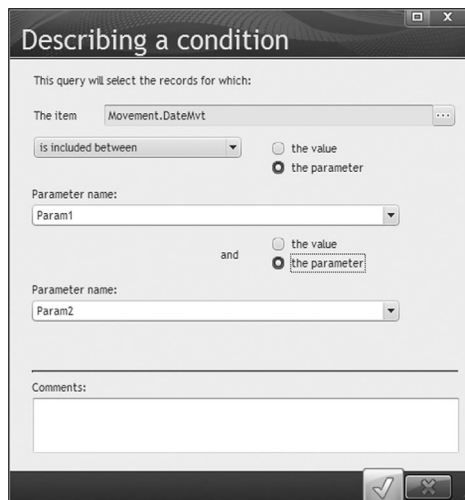 Describing a condition
This query will select the records for which:
The item Movement.DateMvt ...
is included between the value
the parameter
Parameter name:
Param1
and the value
the parameter
Parameter name:
Param2
Comments: